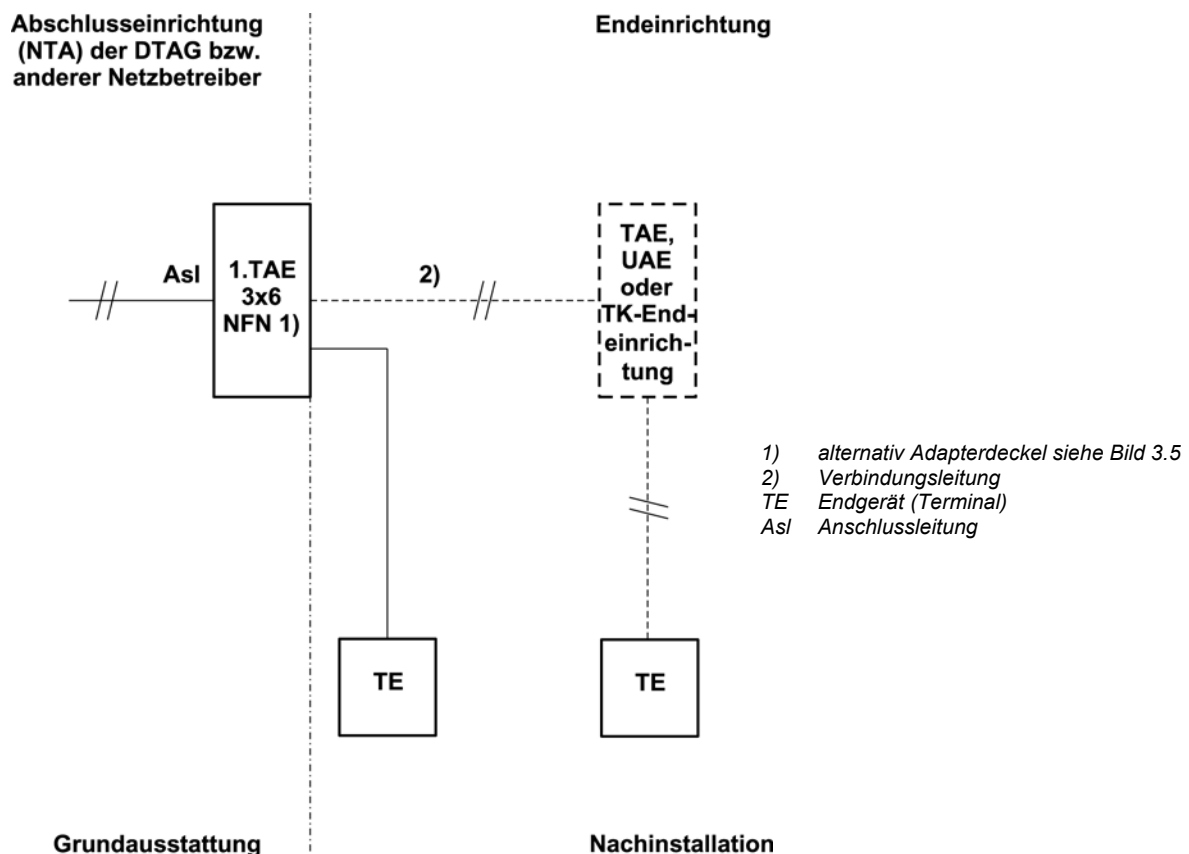 Abschlusseinrichtung
(NTA) der DTAG bzw.
anderer Netzbetreiber
Endeinrichtung
Asl
1.TAE
3x6
NFN 1)
2)
TAE,
UAE
oder
TK-End-
einrich-
tung
1) alternativ Adapterdeckel siehe Bild 3.5
2) Verbindungsleitung
TE Endgerät (Terminal)
Asl Anschlussleitung
TE
TE
Grundausstattung
Nachinstallation